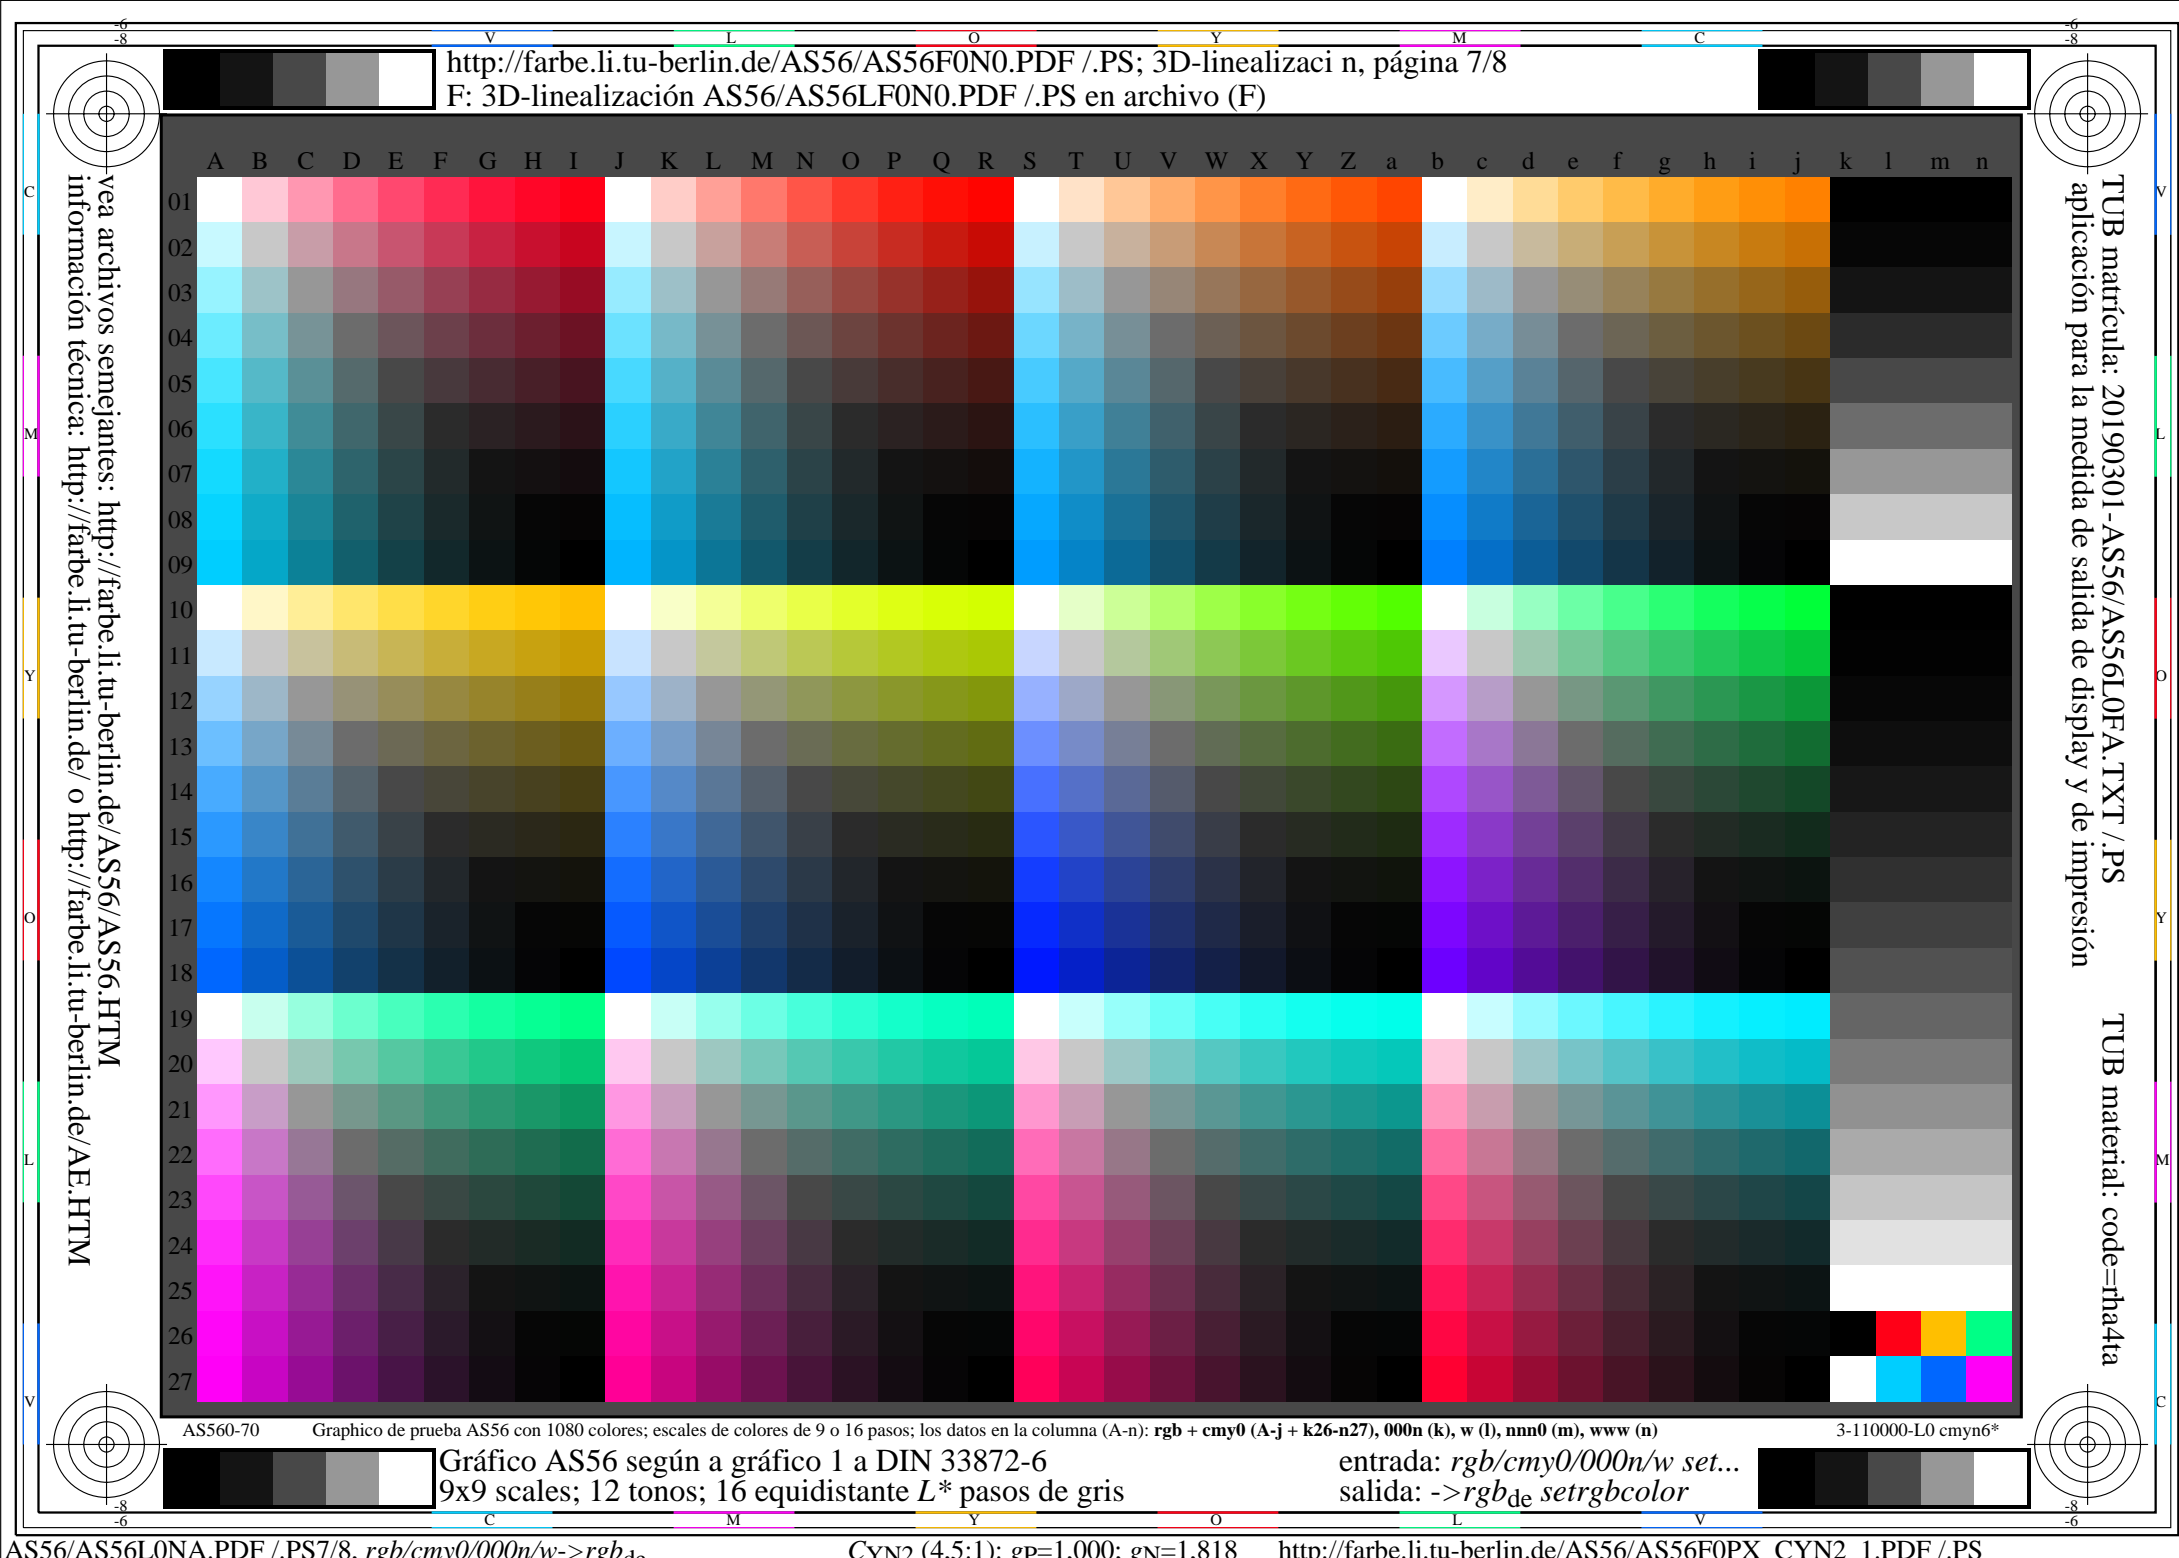 -6
-8
V L O Y M C
-6
-8
http://farbe.li.tu-berlin.de/AS56/AS56F0N0.PDF /.PS; 3D-linealizaci n, página 7/8
F: 3D-linealización AS56/AS56LF0N0.PDF /.PS en archivo (F)
A B C D E F G H I J K L M N O P Q R S T U V W X Y Z a b c d e f g h i j k l m n
01
02
03
04
05
06
07
08
09
10
11
12
13
14
15
16
17
18
19
20
21
22
23
24
25
26
27
C
M
Y
O
L
V
vea archivos semejantes: http://farbe.li.tu-berlin.de/AS56/AS56.HTM
información técnica: http://farbe.li.tu-berlin.de/ o http://farbe.li.tu-berlin.de/AE.HTM
TUB matrícula: 20190301-AS56/AS56L0FA.TXT /.PS
aplicación para la medida de salida de display y de impresión
TUB material: code=rha4ta
V
L
O
Y
M
C
AS560-70
Graphico de prueba AS56 con 1080 colores; escales de colores de 9 o 16 pasos; los datos en la columna (A-n): rgb + cmy0 (A-j + k26-n27), 000n (k), w (l), nnn0 (m), www (n)
3-110000-L0 cmyn6*
Gráfico AS56 según a gráfico 1 a DIN 33872-6
9x9 scales; 12 tonos; 16 equidistante L* pasos de gris
entrada: rgb/cmy0/000n/w set...
salida: ->rgbde setrgbcolor
-8
-6
C M Y O L V
-8
-6
AS56/AS56L0NA.PDF /.PS7/8, rgb/cmy0/000n/w->rgbde
CYN2 (4,5:1); gP=1,000; gN=1,818
http://farbe.li.tu-berlin.de/AS56/AS56F0PX_CYN2_1.PDF /.PS